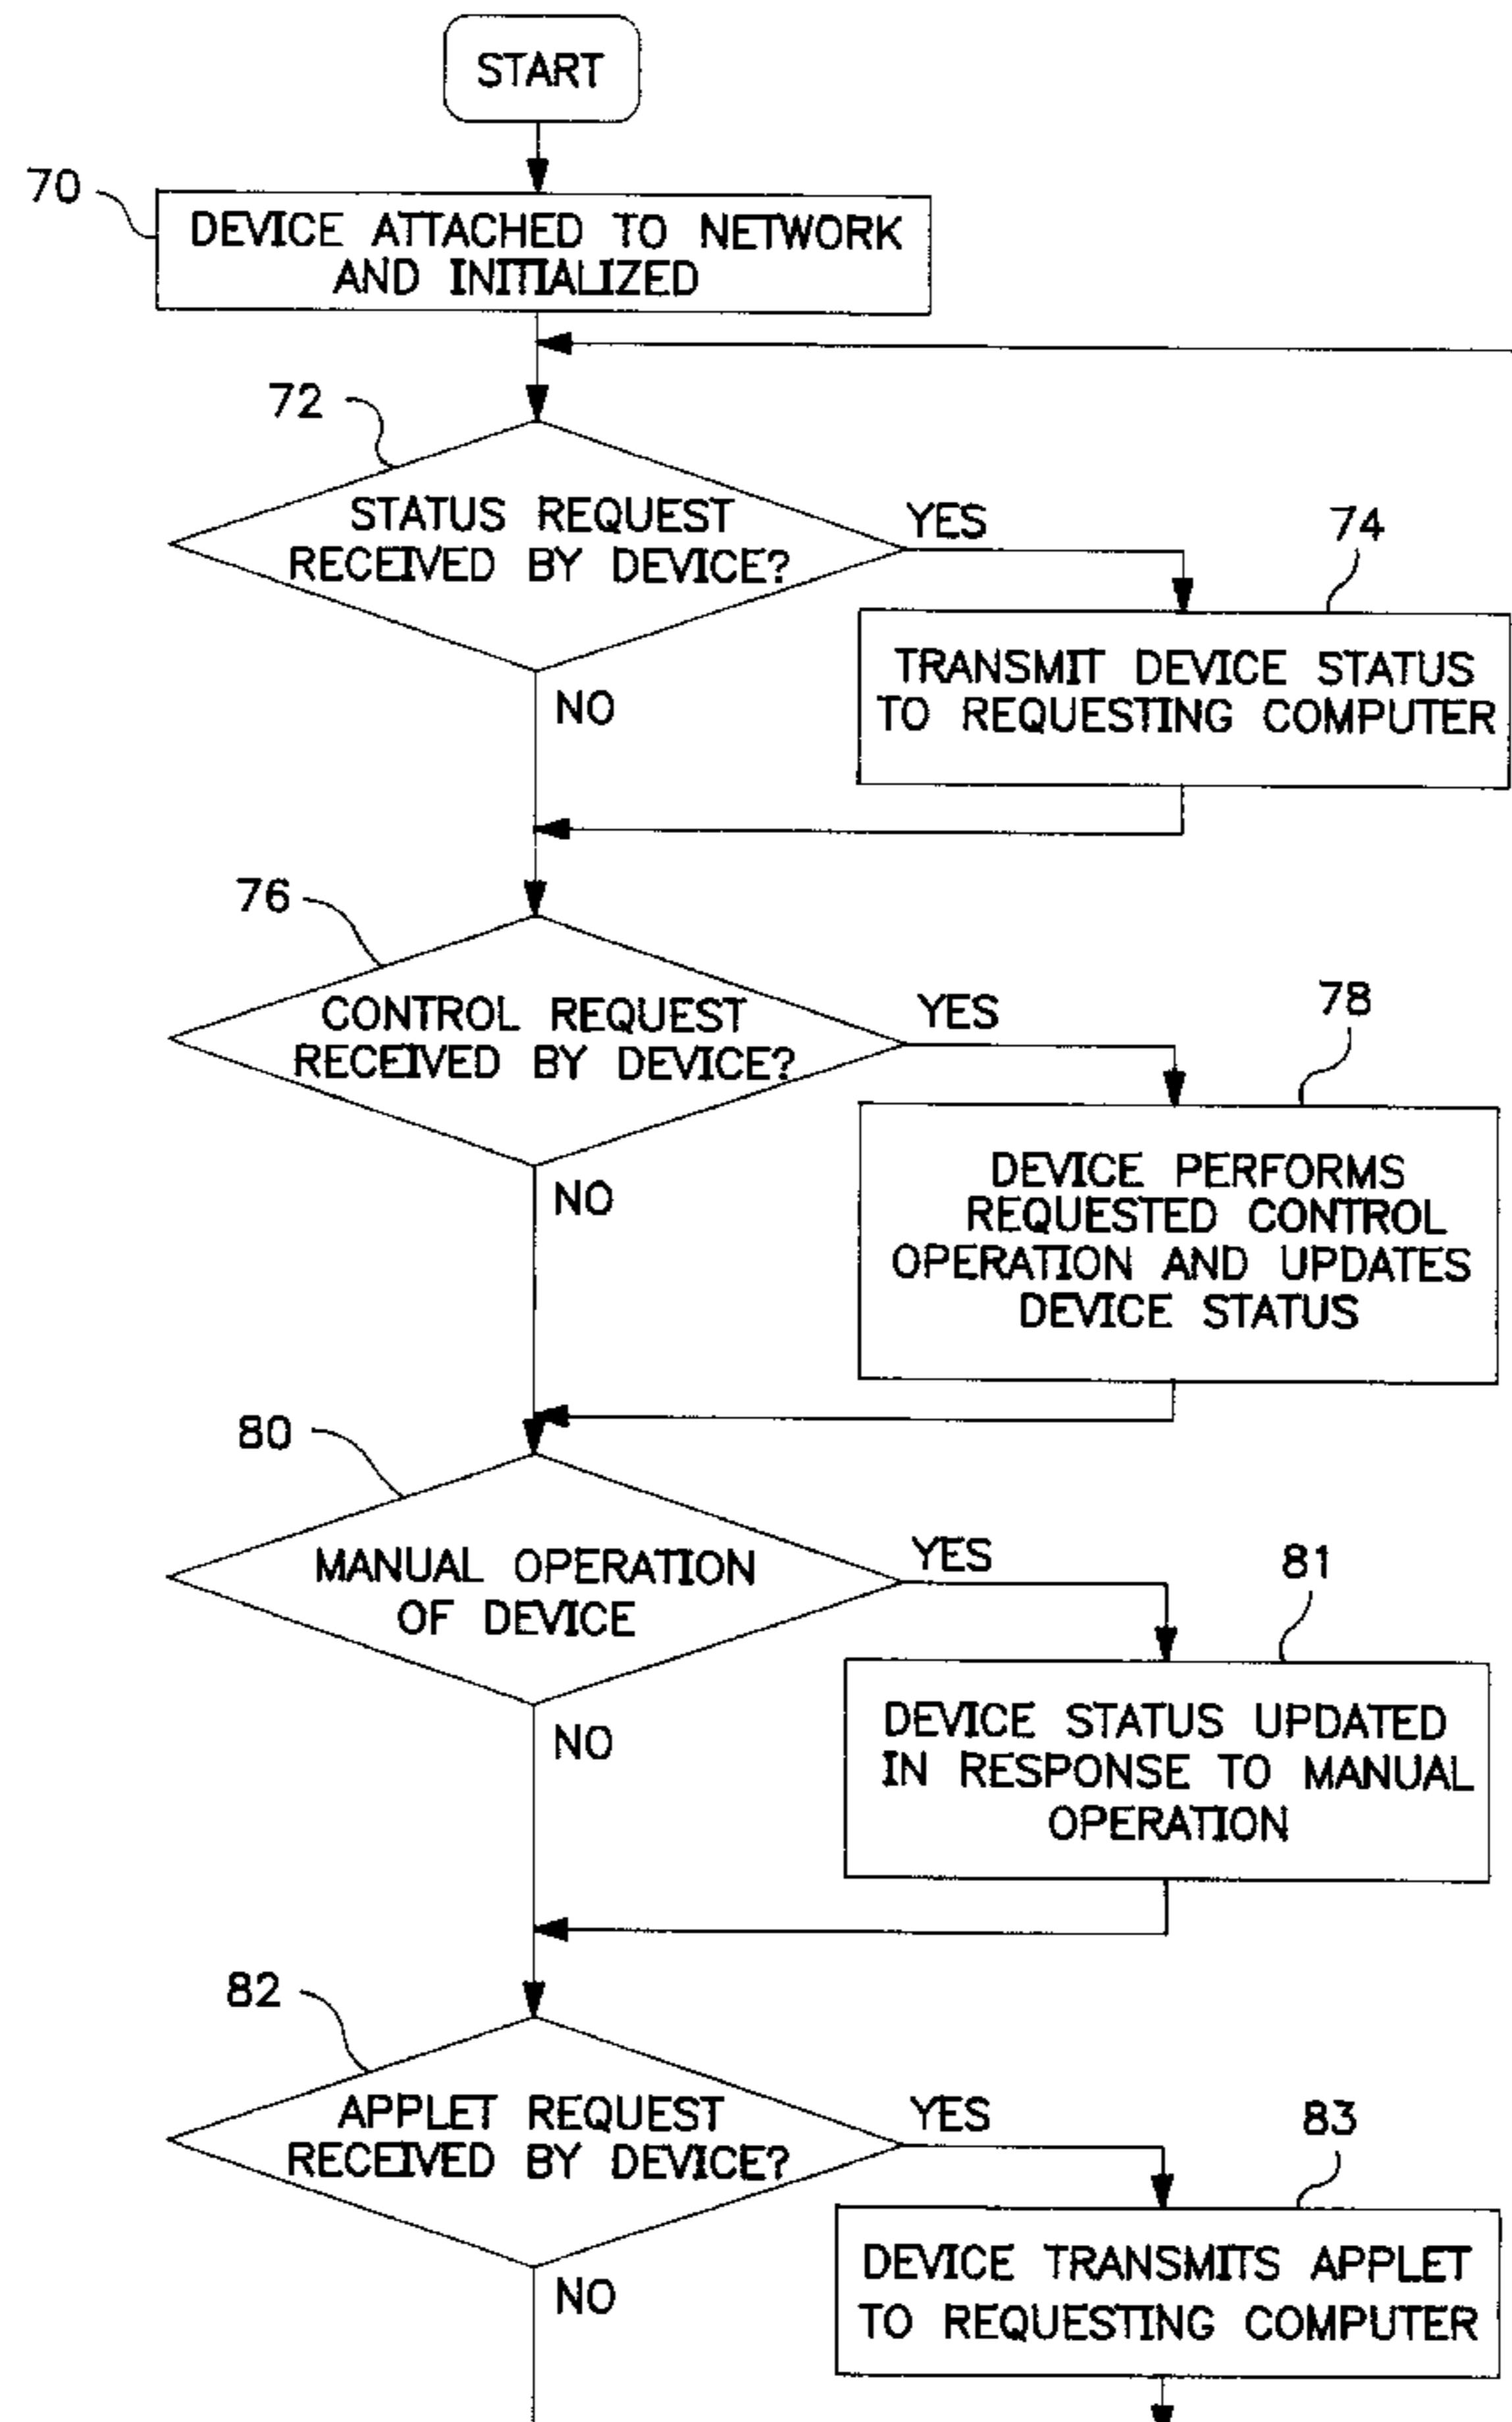 START
70
DEVICE ATTACHED TO NETWORK
AND INITIALIZED
72
STATUS REQUEST
RECEIVED BY DEVICE?
YES
74
TRANSMIT DEVICE STATUS
TO REQUESTING COMPUTER
NO
76
CONTROL REQUEST
RECEIVED BY DEVICE?
YES
78
DEVICE PERFORMS
REQUESTED CONTROL
OPERATION AND UPDATES
DEVICE STATUS
NO
80
MANUAL OPERATION
OF DEVICE
YES
81
DEVICE STATUS UPDATED
IN RESPONSE TO MANUAL
OPERATION
NO
82
APPLET REQUEST
RECEIVED BY DEVICE?
YES
83
DEVICE TRANSMITS APPLET
TO REQUESTING COMPUTER
NO